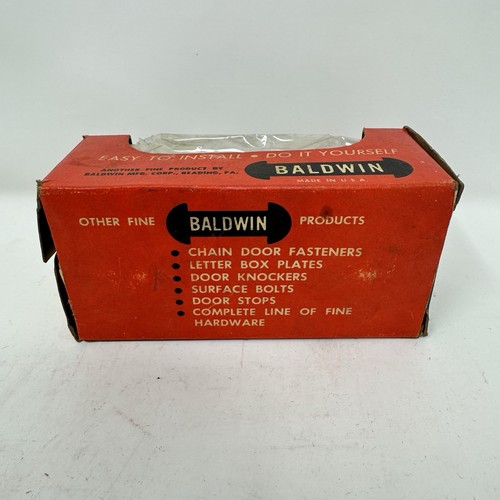 EASY TO INSTALL • DO IT YOURSELF
ANOTHER FINE PRODUCT BY
BALDWIN MFG. CORP., READING, PA.
BALDWIN
MADE IN U.S.A.
OTHER FINE BALDWIN PRODUCTS
• CHAIN DOOR FASTENERS
• LETTER BOX PLATES
• DOOR KNOCKERS
• SURFACE BOLTS
• DOOR STOPS
• COMPLETE LINE OF FINE
HARDWARE